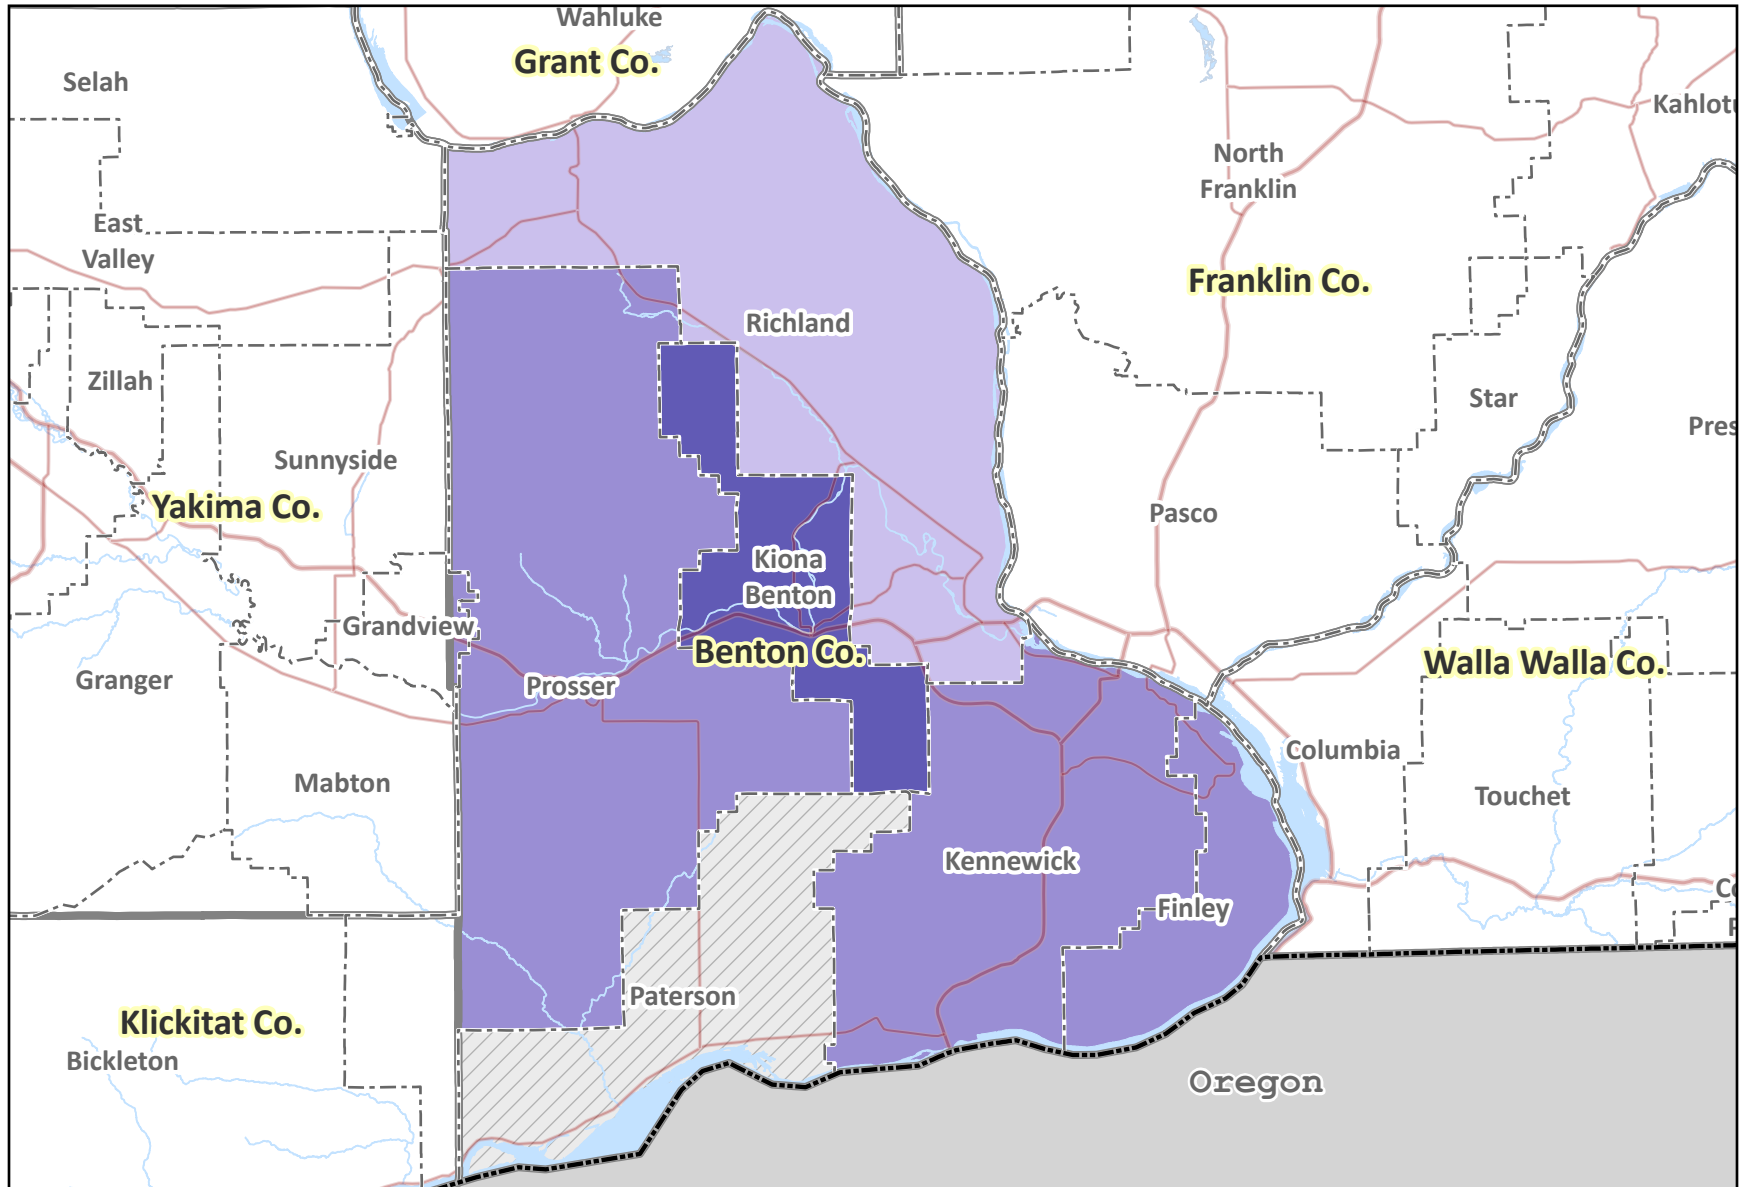 Wahluke
Grant Co.
Selah
Kahlot
North
Franklin
East
Valley
Franklin Co.
Richland
Zillah
Star
Pres
Sunnyside
Yakima Co.
Pasco
Kiona
Benton
Grandview
Benton Co.
Walla Walla Co.
Granger
Prosser
Columbia
Mabton
Touchet
Kennewick
Finley
Paterson
Klickitat Co.
Bickleton
Oregon